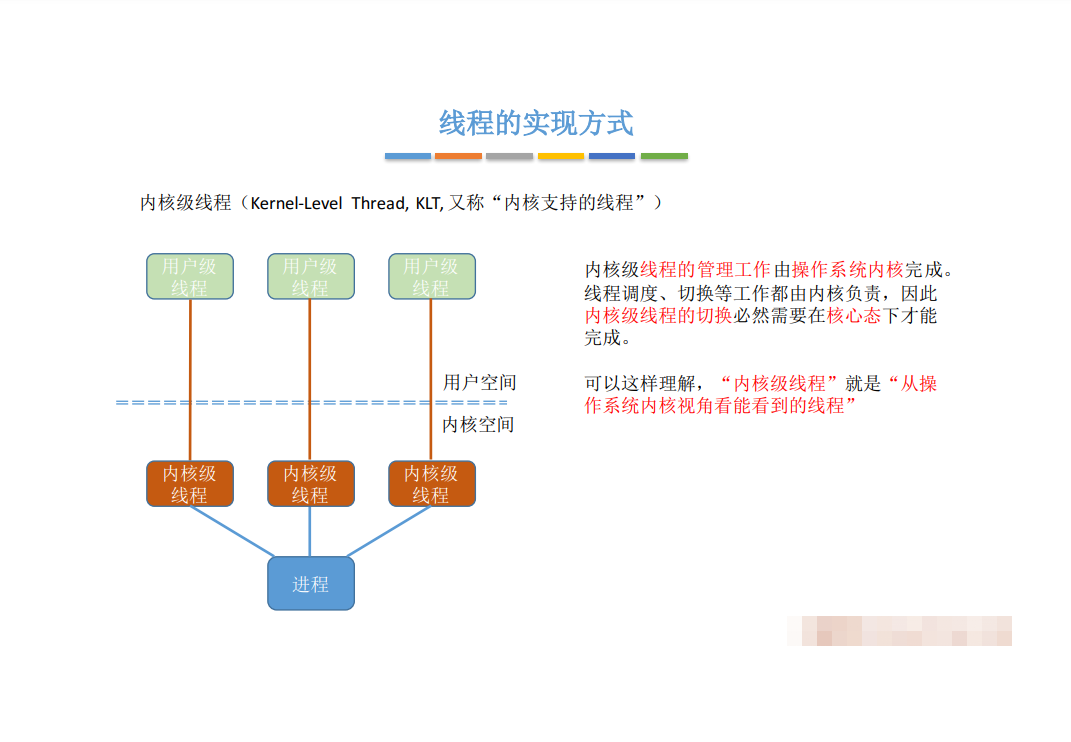 线程的实现方式
内核级线程（Kernel-Level Thread, KLT, 又称“内核支持的线程”）
用户级
线程
用户级
线程
用户级
线程
用户空间
内核空间
内核级
线程
内核级
线程
内核级
线程
进程
内核级线程的管理工作由操作系统内核完成。
线程调度、切换等工作都由内核负责，因此
内核级线程的切换必然需要在核心态下才能
完成。
可以这样理解，“内核级线程”就是“从操
作系统内核视角看能看到的线程”